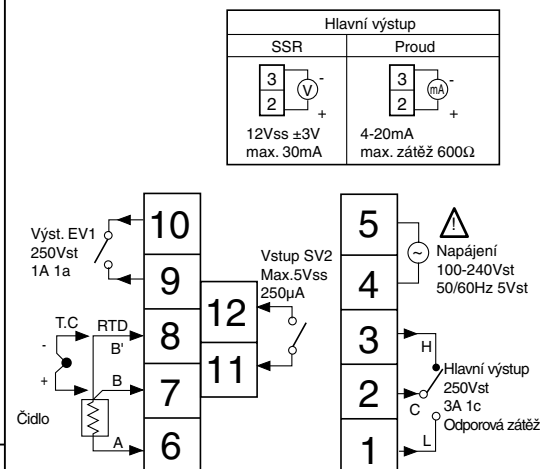 Hlavní výstup
SSR
Proud
3
2
V
-
+
3
2
mA
-
+
12Vss ±3V
max. 30mA
4-20mA
max. zátěž 600Ω
Výst. EV1
250Vst
1A 1a
10
9
8
7
6
T.C
-
+
RTD
B'
B
A
Čidlo
Vstup SV2
Max.5Vss
250µA
12
11
5
4
3
2
1
~
!
Napájení
100-240Vst
50/60Hz 5Vst
H
C
L
Hlavní výstup
250Vst
3A 1c
Odporová zátěž